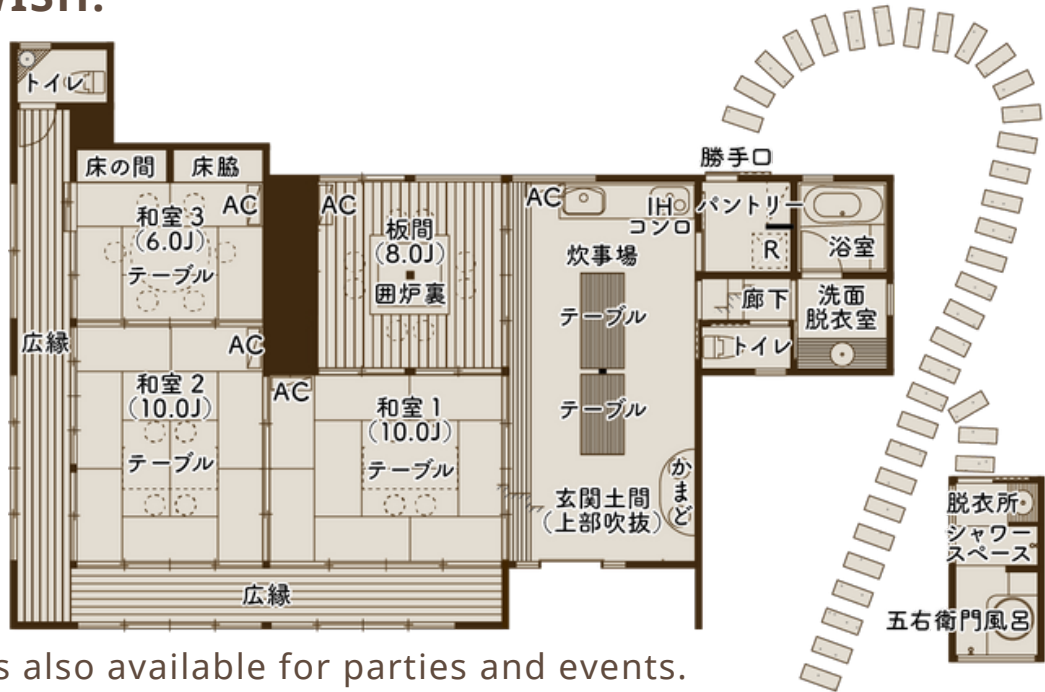 WISH.
トイレ
床の間
床脇
和室 3
(6.0J)
テーブル
AC
AC
板間
(8.0J)
囲炉裏
AC
IH
コンロ
炊事場
テーブル
テーブル
勝手口
パントリー
R
浴室
廊下
洗面
脱衣室
トイレ
広縁
AC
和室 2
(10.0J)
テーブル
AC
和室 1
(10.0J)
テーブル
かまど
玄関土間
(上部吹抜)
広縁
脱衣所
シャワー
スペース
五右衛門風呂
s also available for parties and events.